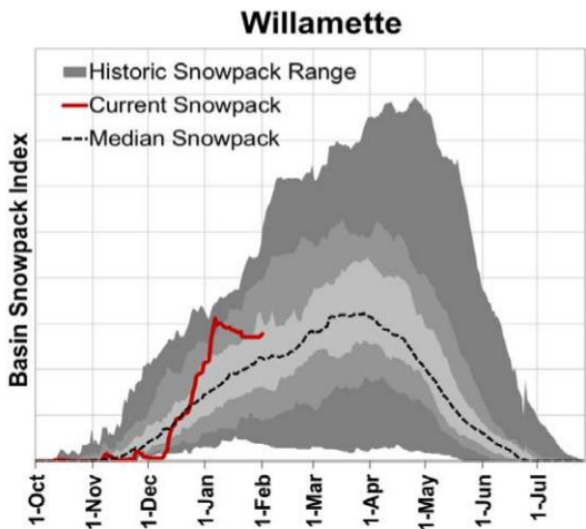 Willamette
Historic Snowpack Range
Current Snowpack
Median Snowpack
Basin Snowpack Index
1-Oct
1-Nov
1-Dec
1-Jan
1-Feb
1-Mar
1-Apr
1-May
1-Jun
1-Jul